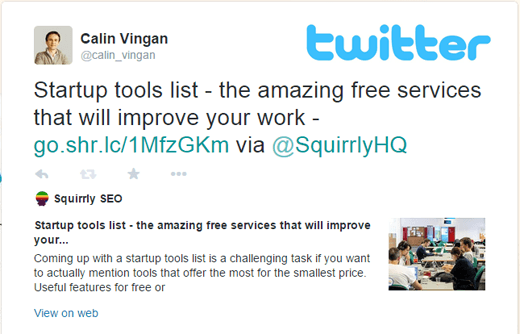 Calin Vingan
@calin_vingan
twitter
Startup tools list - the amazing free services
that will improve your work -
go.shr.lc/1MfzGKm via @SquirrlyHQ
Squirrly SEO
Startup tools list - the amazing free services that will improve
your...
Coming up with a startup tools list is a challenging task if you want
to actually mention tools that offer the most for the smallest price.
Useful features for free or
View on web